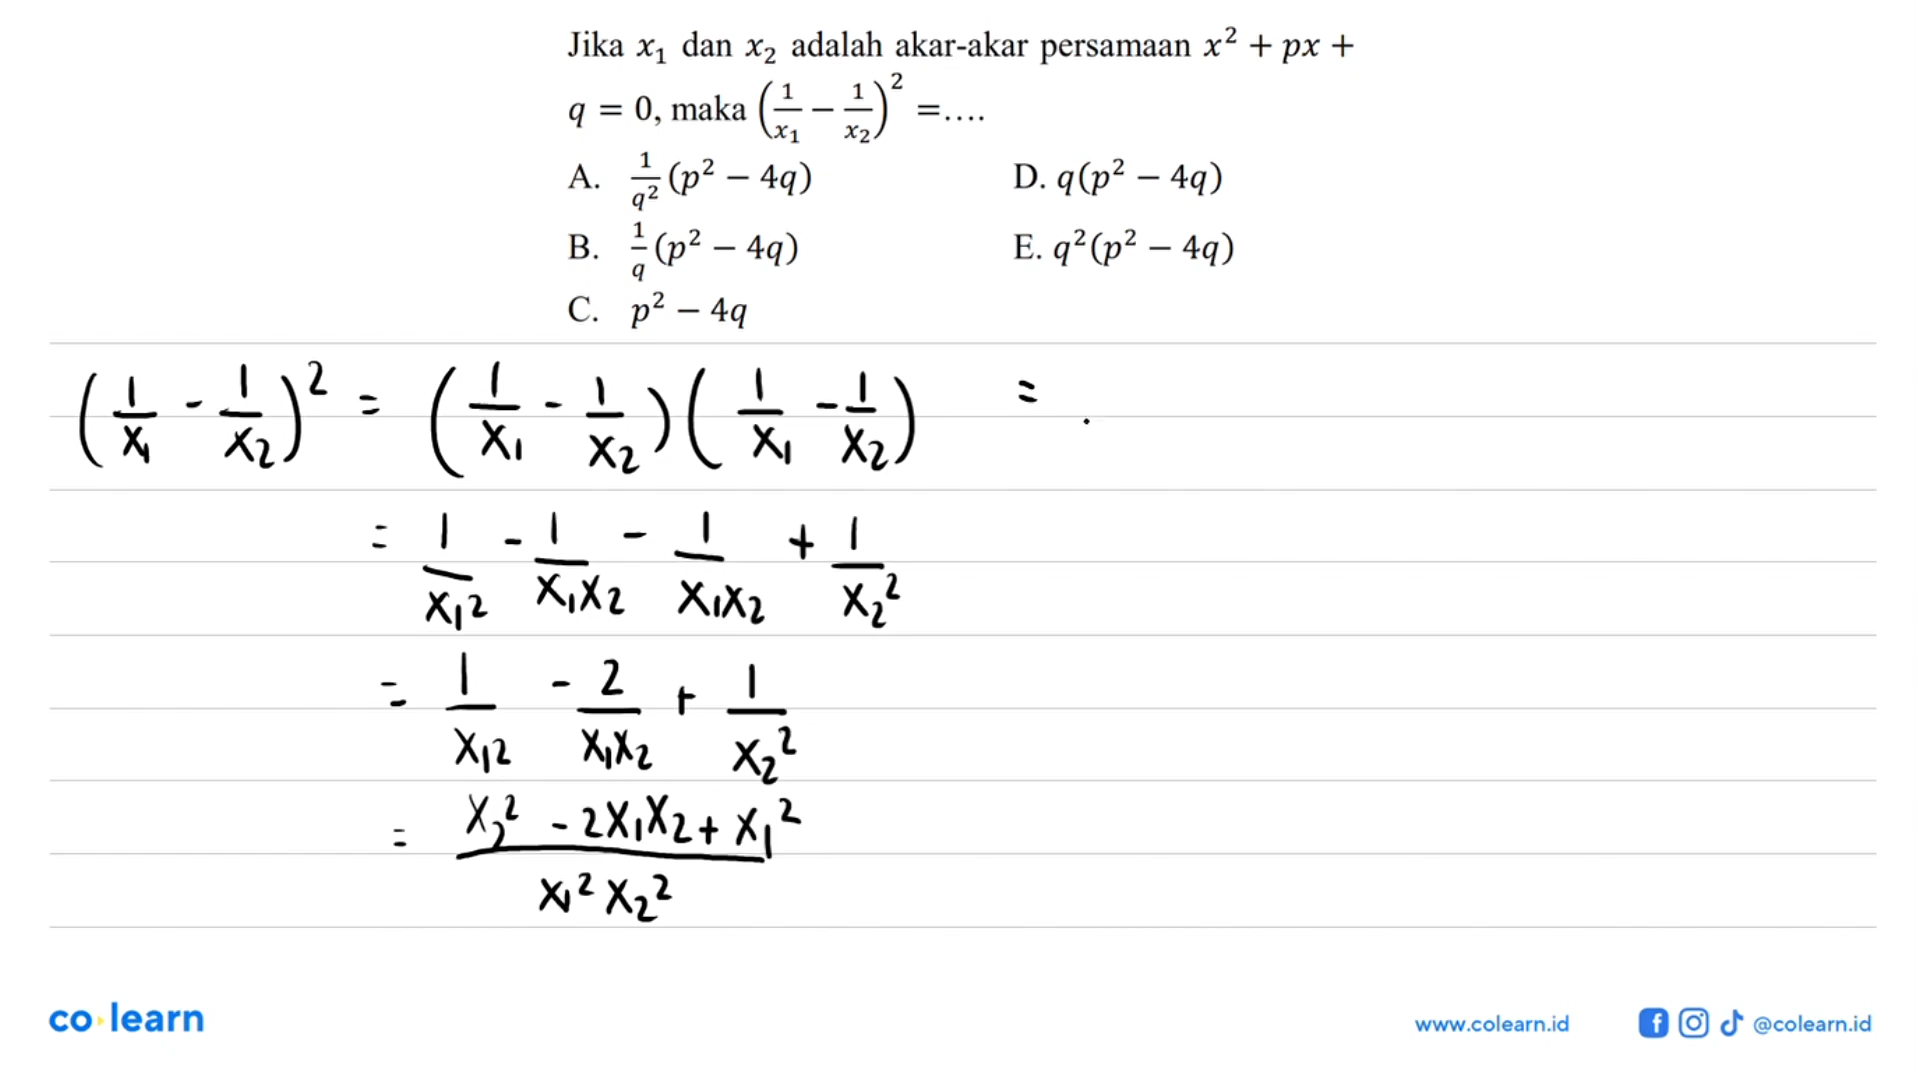 Jika x₁ dan x₂ adalah akar-akar persamaan x² + px +
q = 0, maka (1/x₁ − 1/x₂)² =....
A. 1/q² (p² − 4q)
D. q(p² − 4q)
B. 1/q (p² − 4q)
E. q²(p² − 4q)
C. p² − 4q
(1/x₁ - 1/x₂)² = (1/x₁ - 1/x₂)(1/x₁ - 1/x₂) =
= 1/x₁² - 1/x₁x₂ - 1/x₁x₂ + 1/x₂²
= 1/x₁² - 2/x₁x₂ + 1/x₂²
= (x₂² - 2x₁x₂ + x₁²)/(x₁² x₂²)
co learn
www.colearn.id
@colearn.id